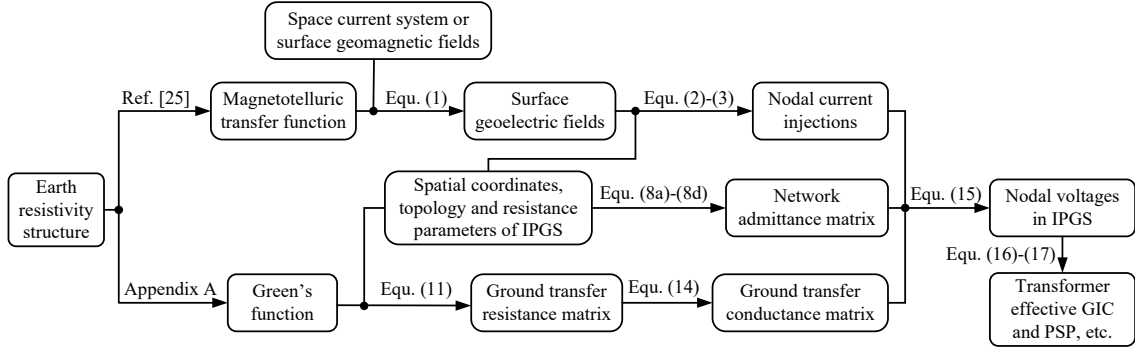 Space current system or
surface geomagnetic fields
Ref. [25]
Magnetotelluric
transfer function
Equ. (1)
Surface
geoelectric fields
Equ. (2)-(3)
Nodal current
injections
Earth
resistivity
structure
Spatial coordinates,
topology and resistance
parameters of IPGS
Equ. (8a)-(8d)
Network
admittance matrix
Equ. (15)
Nodal voltages
in IPGS
Equ. (16)-(17)
Appendix A
Green's
function
Equ. (11)
Ground transfer
resistance matrix
Equ. (14)
Ground transfer
conductance matrix
Transformer
effective GIC
and PSP, etc.